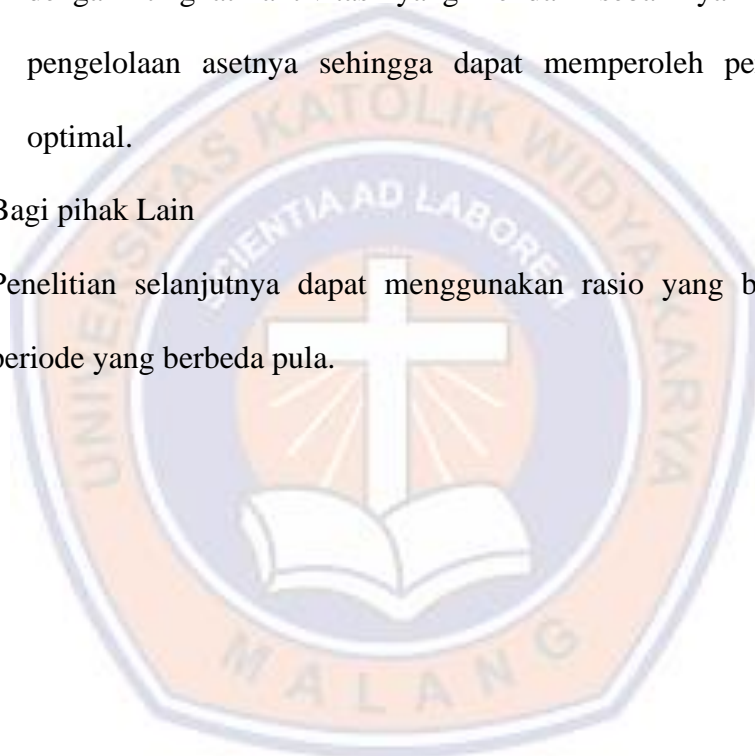 pengelolaan asetnya sehingga dapat memperoleh pe
optimal.
Bagi pihak Lain
Penelitian selanjutnya dapat menggunakan rasio yang b
periode yang berbeda pula.
UNIVERSITAS KATOLIK WIDYA KARYA
SCIENTIA AD LABOREM
MALANG